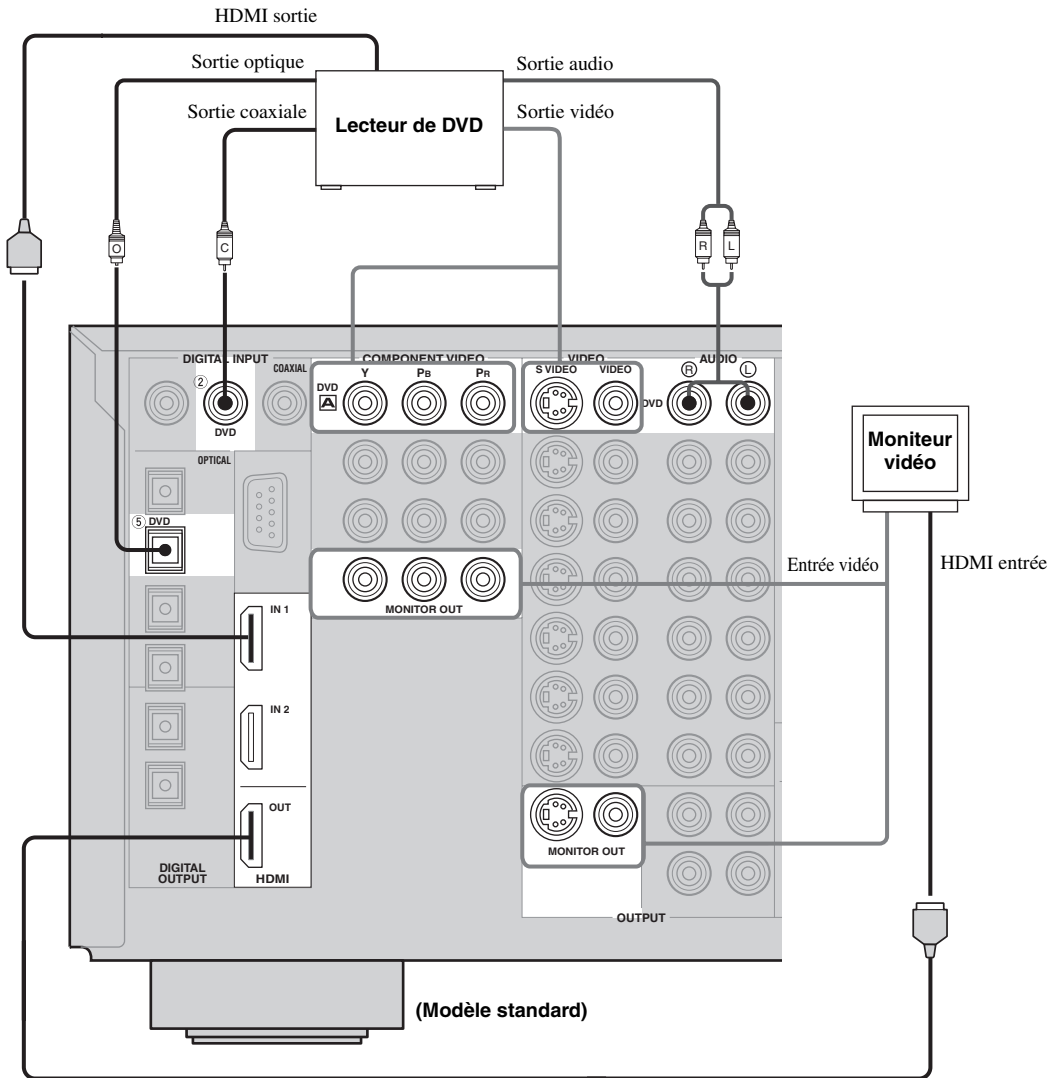 HDMI sortie
Sortie optique
Sortie audio
Sortie coaxiale
Lecteur de DVD
Sortie vidéo
O
C
R
L
DIGITAL INPUT
COAXIAL
COMPONENT VIDEO
VIDEO
AUDIO
2
DVD
DVD
A
Y
PB
PR
S VIDEO
VIDEO
DVD
R
L
OPTICAL
5 DVD
Moniteur
vidéo
Entrée vidéo
HDMI entrée
MONITOR OUT
IN 1
IN 2
OUT
MONITOR OUT
DIGITAL
OUTPUT
HDMI
OUTPUT
(Modèle standard)